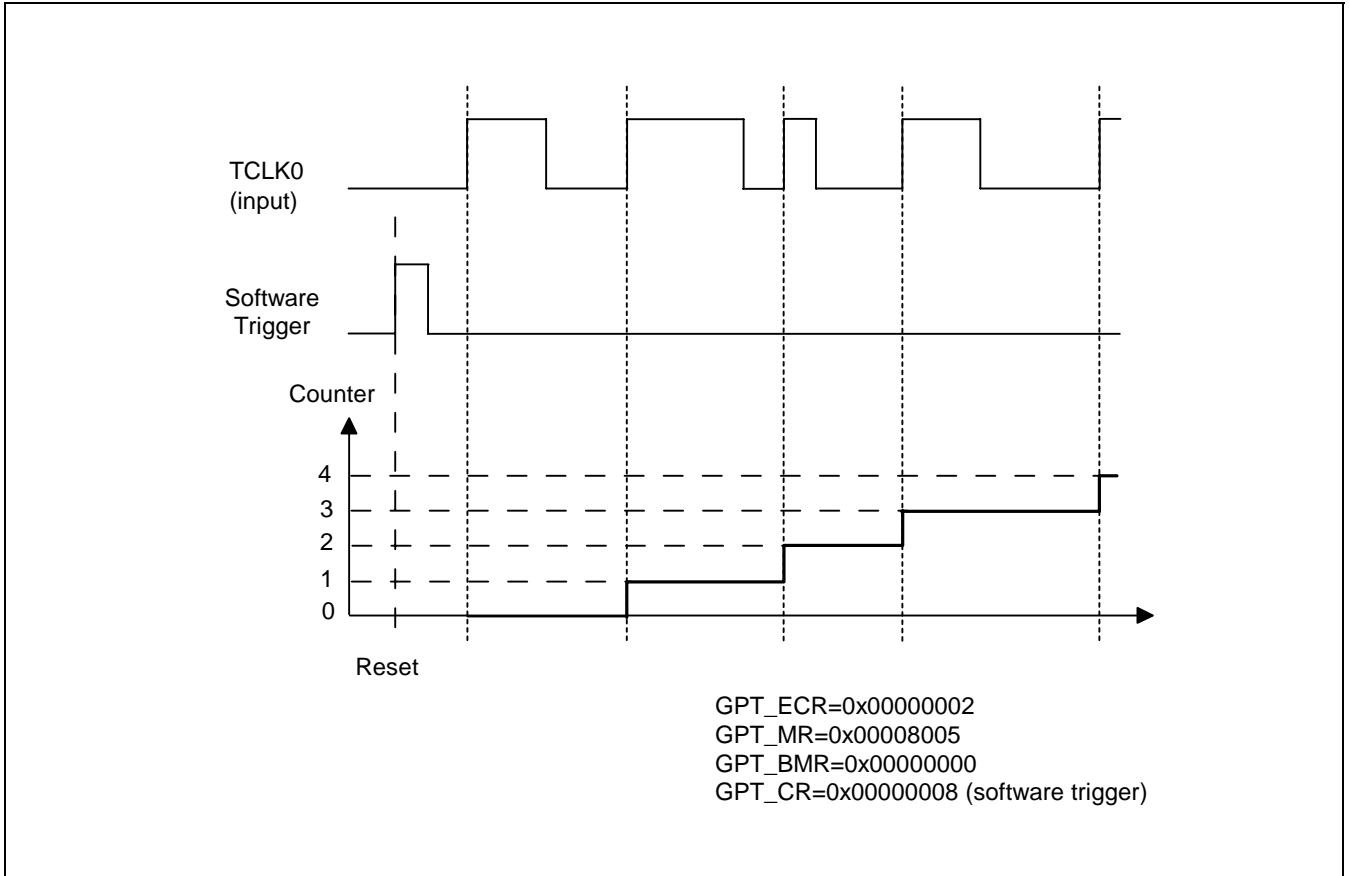 TCLK0
(input)
Software
Trigger
Counter
4
3
2
1
0
Reset
GPT_ECR=0x00000002
GPT_MR=0x00008005
GPT_BMR=0x00000000
GPT_CR=0x00000008 (software trigger)